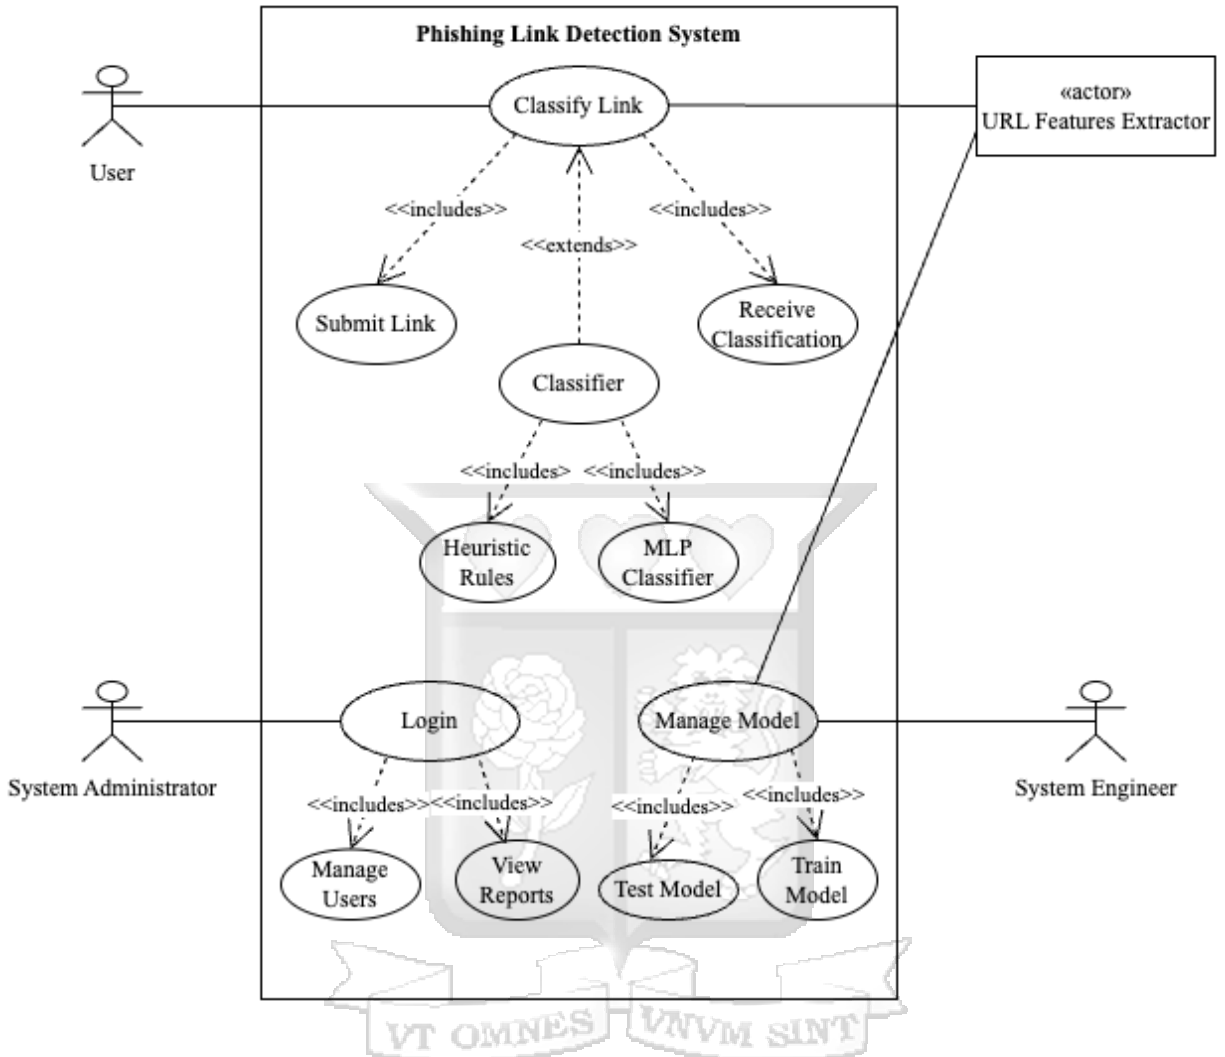 Phishing Link Detection System
Classify Link
«actor»
URL Features Extractor
User
<<includes>>
<<includes>>
<<extends>>
Submit Link
Receive
Classification
Classifier
<<includes>
<<includes>>
Heuristic
Rules
MLP
Classifier
Login
Manage Model
System Administrator
System Engineer
<<includes>>
<<includes>>
<<includes>>
<<includes>>
Manage
Users
View
Reports
Test Model
Train
Model
VT OMNES
VNVM SINT